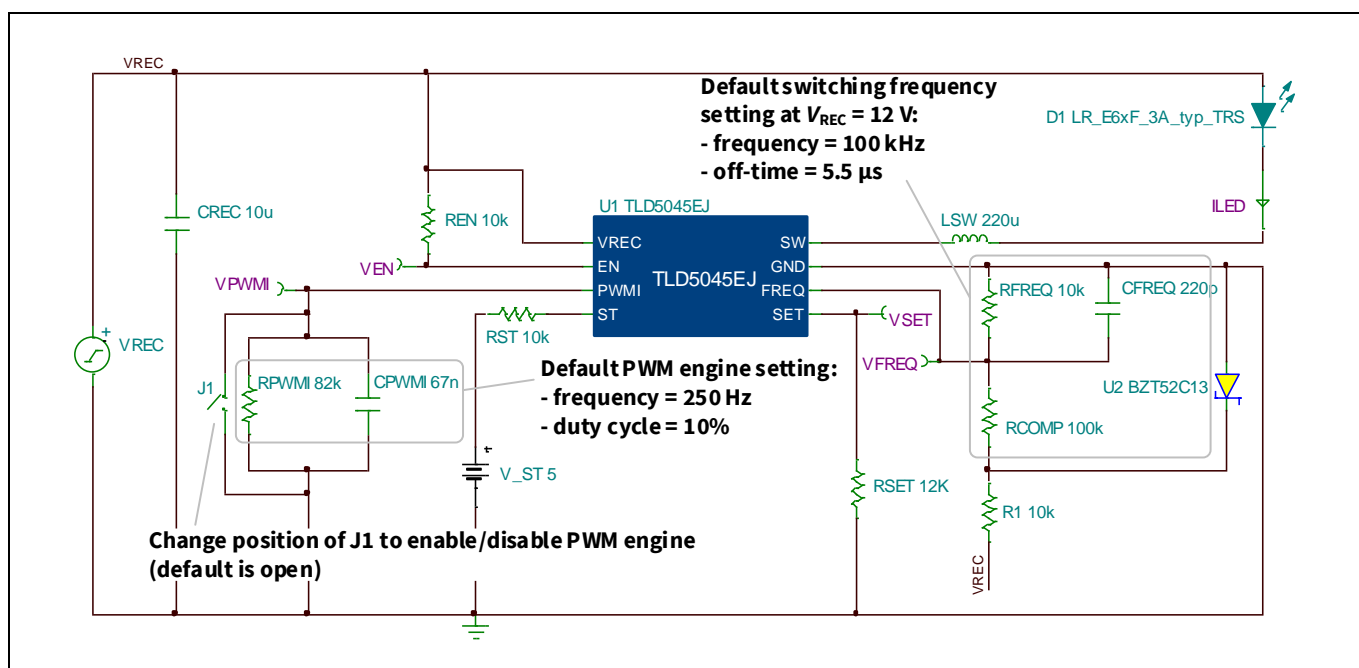 VREC
Default switching frequency
setting at VREC = 12 V:
- frequency = 100 kHz
- off-time = 5.5 µs
D1 LR_E6xF_3A_typ_TRS
CREC 10u
REN 10k
U1 TLD5045EJ
LSW 220u
ILED
VREC
EN
PWMI
ST
TLD5045EJ
SW
GND
FREQ
SET
VEN
VPWMI
RST 10k
VSET
VFREQ
RFREQ 10k
CFREQ 220p
VREC
J1
RPWMI 82k
CPWMI 67n
Default PWM engine setting:
- frequency = 250 Hz
- duty cycle = 10%
U2 BZT52C13
RCOMP 100k
V_ST 5
RSET 12K
R1 10k
Change position of J1 to enable/disable PWM engine
(default is open)
VREC